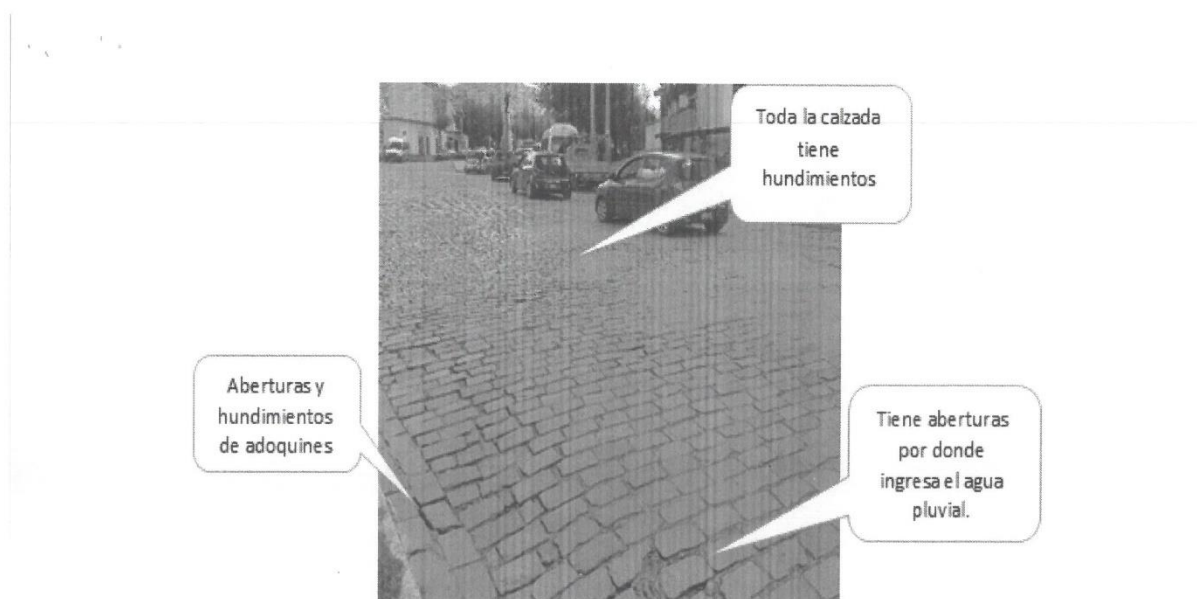 Toda la calzada
tiene
hundimientos
Aberturas y
hundimientos
de adoquines
Tiene aberturas
por donde
ingresa el agua
pluvial.